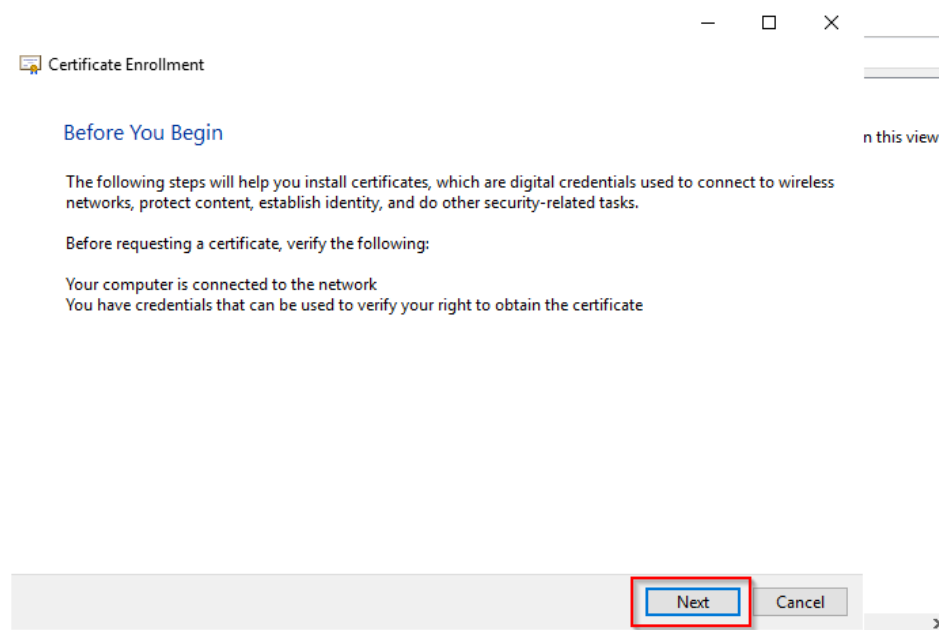 Certificate Enrollment
n this view
Before You Begin
The following steps will help you install certificates, which are digital credentials used to connect to wireless
networks, protect content, establish identity, and do other security-related tasks.
Before requesting a certificate, verify the following:
Your computer is connected to the network
You have credentials that can be used to verify your right to obtain the certificate
Next
Cancel